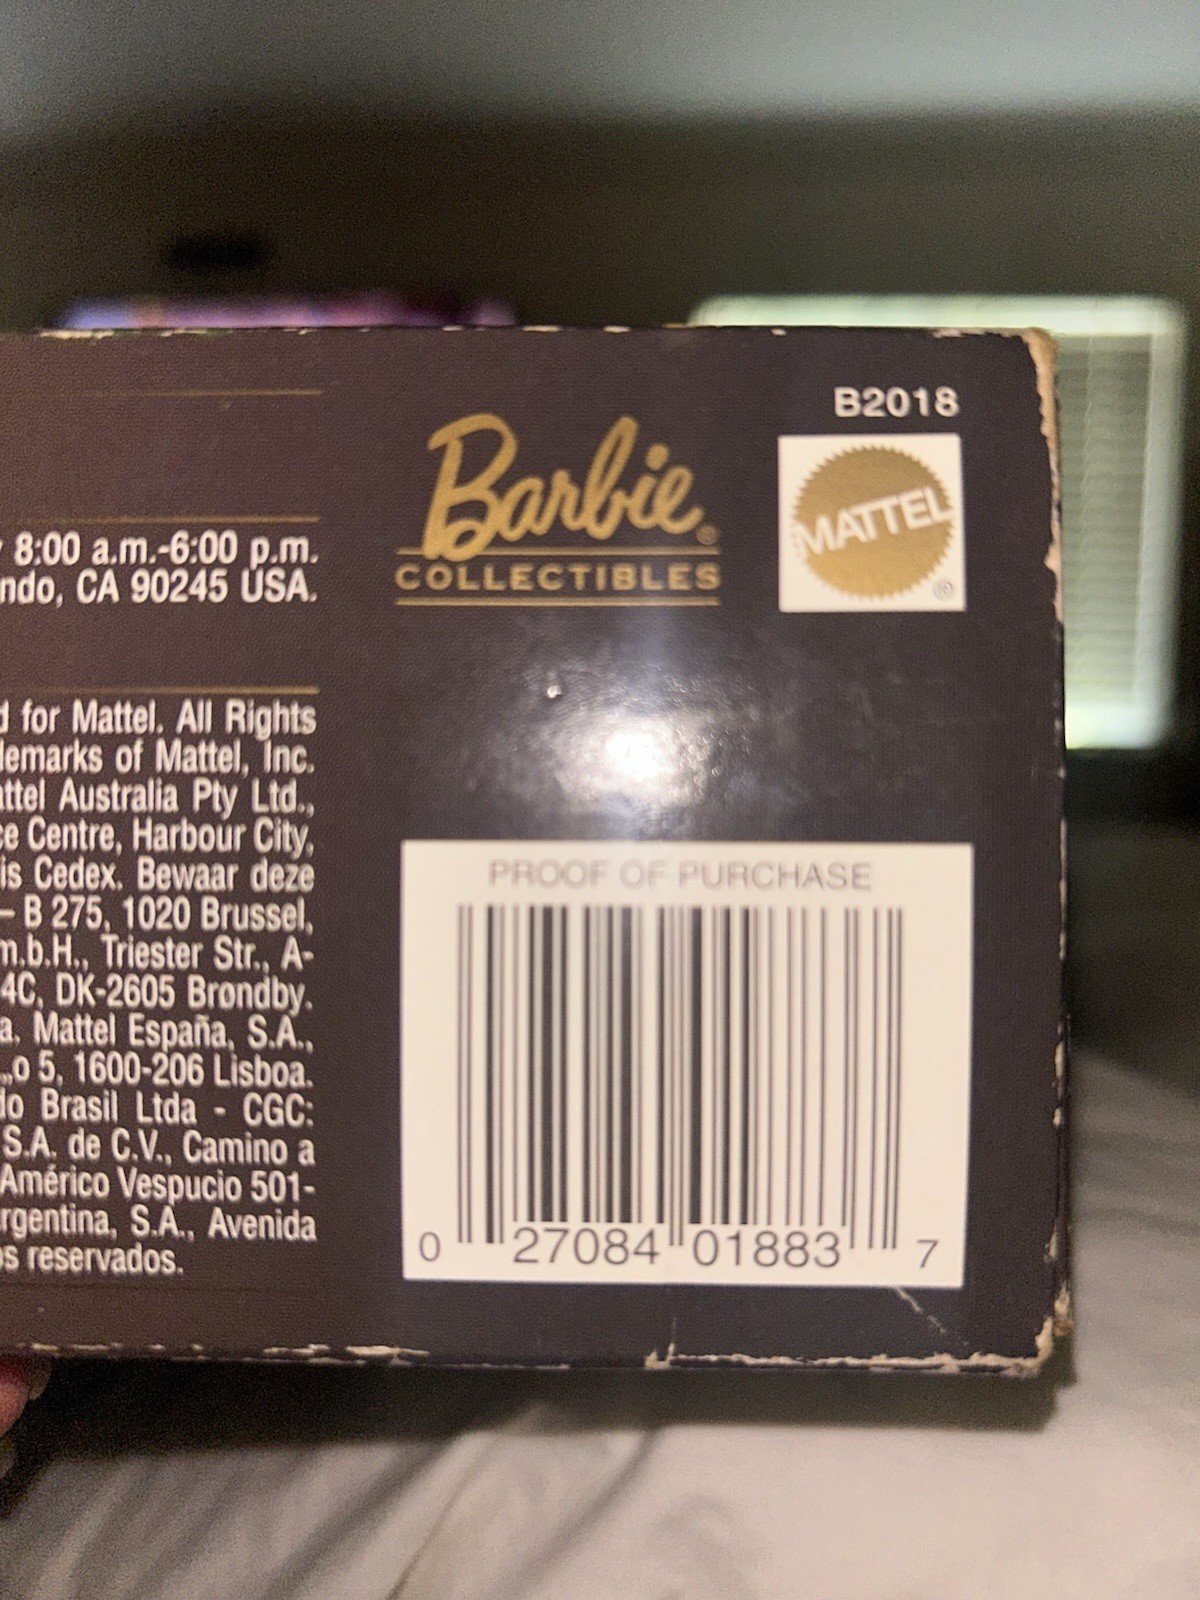 8:00 a.m.-6:00 p.m.
ndo, CA 90245 USA.
d for Mattel. All Rights
demarks of Mattel, Inc.
attel Australia Pty Ltd.,
ce Centre, Harbour City,
is Cedex. Bewaar deze
– B 275, 1020 Brussel,
m.b.H., Triester Str., A-
4C, DK-2605 Brøndby.
a. Mattel España, S.A.,
„o 5, 1600-206 Lisboa.
do Brasil Ltda - CGC:
S.A. de C.V., Camino a
Américo Vespucio 501-
rgentina, S.A., Avenida
os reservados.
Barbie®
COLLECTIBLES
B2018
MATTEL
®
PROOF OF PURCHASE
0 27084 01883 7